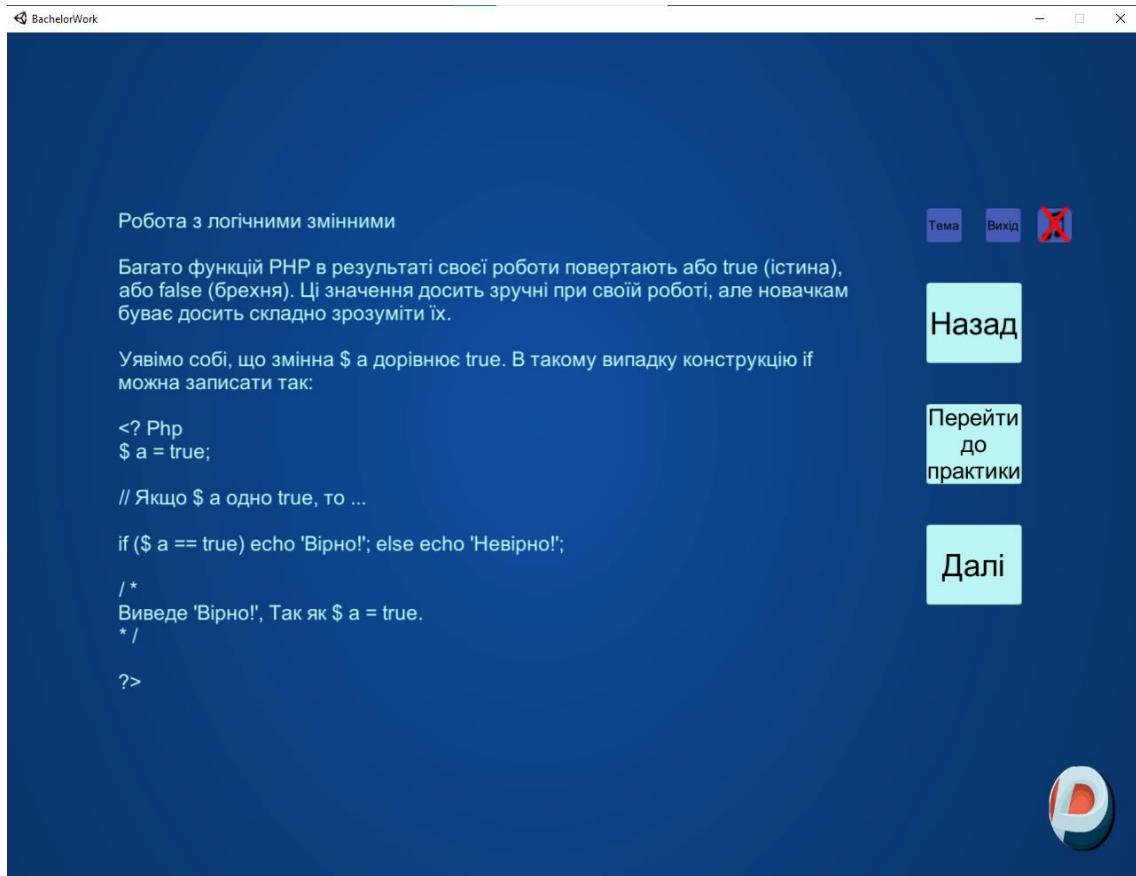 BachelorWork
Робота з логічними змінними
Багато функцій PHP в результаті своєї роботи повертають або true (істина),
або false (брехня). Ці значення досить зручні при своїй роботі, але новачкам
буває досить складно зрозуміти їх.
Уявімо собі, що змінна $ a дорівнює true. В такому випадку конструкцію if
можна записати так:
<? Php
$ a = true;
// Якщо $ a одно true, то ...
if ($ a == true) echo 'Вірно!'; else echo 'Невірно!';
/ *
Виведе 'Вірно!', Так як $ a = true.
* /
?>
Тема
Вихід
Назад
Перейти
до
практики
Далі